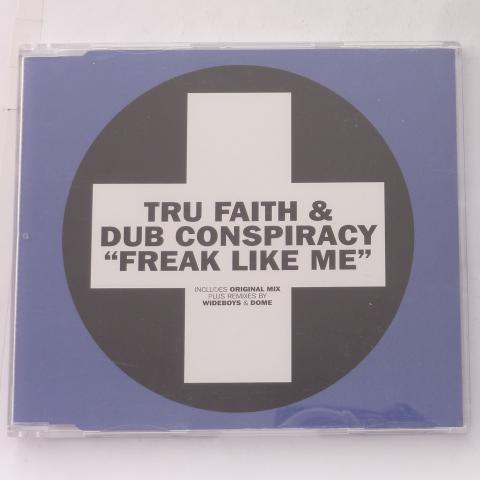 TRU FAITH &
DUB CONSPIRACY
“FREAK LIKE ME”
INCLUDES ORIGINAL MIX
PLUS REMIXES BY
WIDEBOYS & DOME